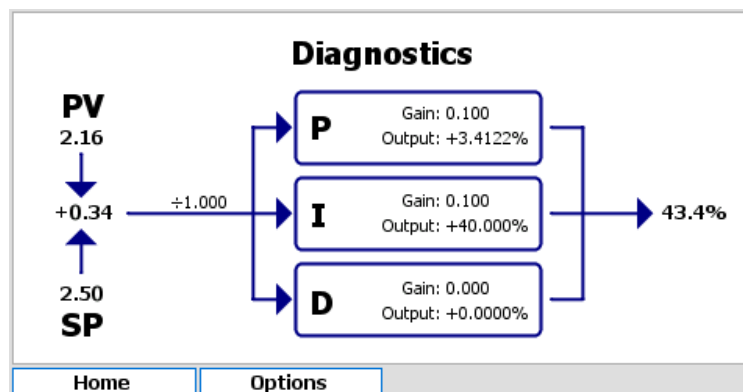 Diagnostics
PV
2.16
+0.34
2.50
SP
÷1.000
P
Gain: 0.100
Output: +3.4122%
I
Gain: 0.100
Output: +40.000%
D
Gain: 0.000
Output: +0.0000%
43.4%
Home
Options